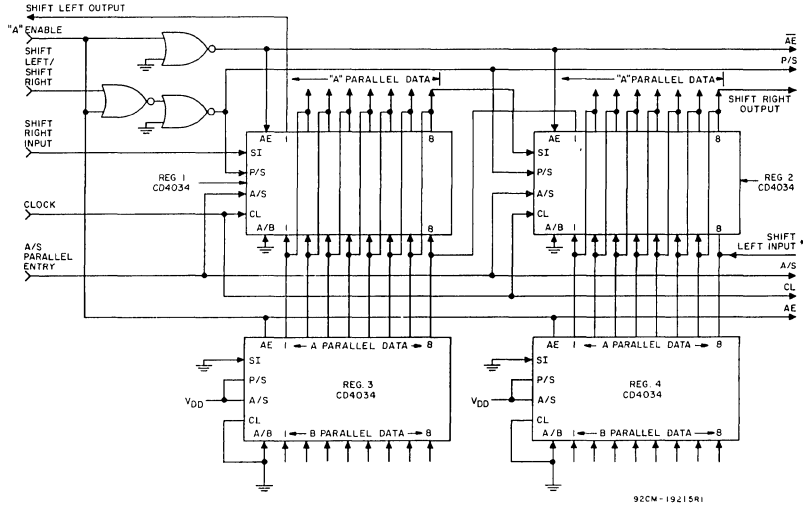 SHIFT LEFT OUTPUT
"A" ENABLE
SHIFT
LEFT/
SHIFT
RIGHT
SHIFT
RIGHT
INPUT
CLOCK
A/S
PARALLEL
ENTRY
AE
P/S
"A" PARALLEL DATA
"A" PARALLEL DATA
SHIFT RIGHT
OUTPUT
AE 1 8
SI
P/S
A/S
CL
A/B 1 8
REG 1
CD4034
AE 1 8
SI
P/S
A/S
CL
A/B 1 8
REG 2
CD4034
SHIFT
LEFT INPUT *
A/S
CL
AE
AE 1 A PARALLEL DATA 8
SI
P/S
A/S
CL
A/B 1 B PARALLEL DATA 8
REG. 3
CD4034
VDD
AE 1 A PARALLEL DATA 8
SI
P/S
A/S
CL
A/B 1 B PARALLEL DATA 8
REG. 4
CD4034
VDD
92CM-19215R1